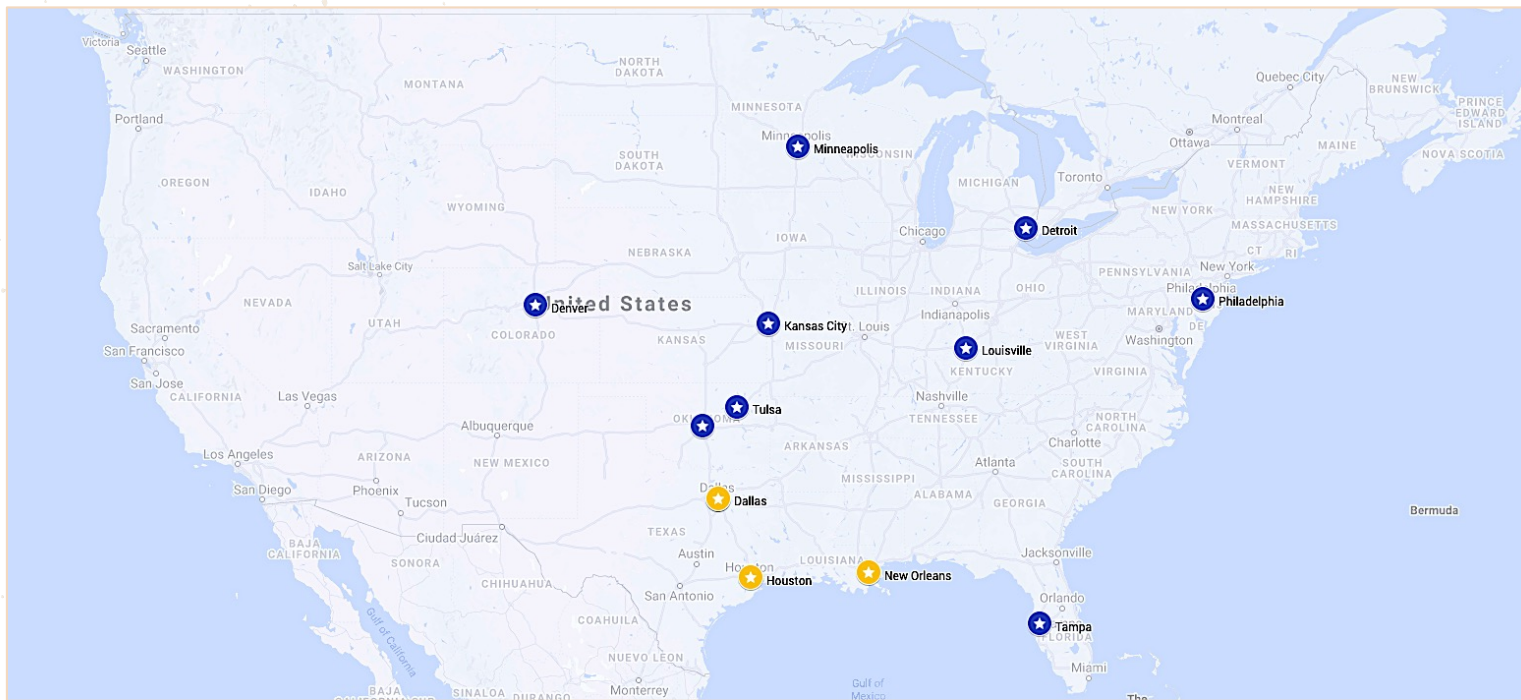 Victoria
Seattle
WASHINGTON
MONTANA
NORTH
DAKOTA
MINNESOTA
Quebec City
NEW
BRUNSWICK
PRINCE
EDWARD
ISLAND
Portland
Montreal
Ottawa
MAINE
NOVA SCOTIA
Minneapolis
SOUTH
DAKOTA
VERMONT
OREGON
IDAHO
MICHIGAN
Toronto
NEW
HAMPSHIRE
WYOMING
NEW YORK
MASSACHUSETTS
Chicago
Detroit
IOWA
NEBRASKA
CT
RI
Salt Lake City
PENNSYLVANIA
New York
NEVADA
United States
Denver
ILLINOIS
INDIANA
OHIO
Philadelphia
MARYLAND
Indianapolis
UTAH
COLORADO
Sacramento
San Francisco
KANSAS
Kansas City
t. Louis
MISSOURI
WEST
VIRGINIA
DE
Washington
Louisville
KENTUCKY
VIRGINIA
San Jose
CALIFORNIA
Las Vegas
Nashville
TENNESSEE
Tulsa
NORTH
CAROLINA
Albuquerque
ARKANSAS
Charlotte
Los Angeles
ARIZONA
NEW MEXICO
Atlanta
SOUTH
CAROLINA
San Diego
Phoenix
Tucson
MISSISSIPPI
ALABAMA
GEORGIA
Dallas
Dallas
Bermuda
Ciudad Juárez
TEXAS
BAJA
CALIFORNIA
SONORA
CHIHUAHUA
Austin
LOUISIANA
Jacksonville
Houston
New Orleans
San Antonio
Orlando
COAHUILA
Tampa
FLORIDA
Gulf of California
NUEVO LEON
Miami
Monterrey
Gulf of
Mexico
BAJA
SINALOA
DURANGO
The